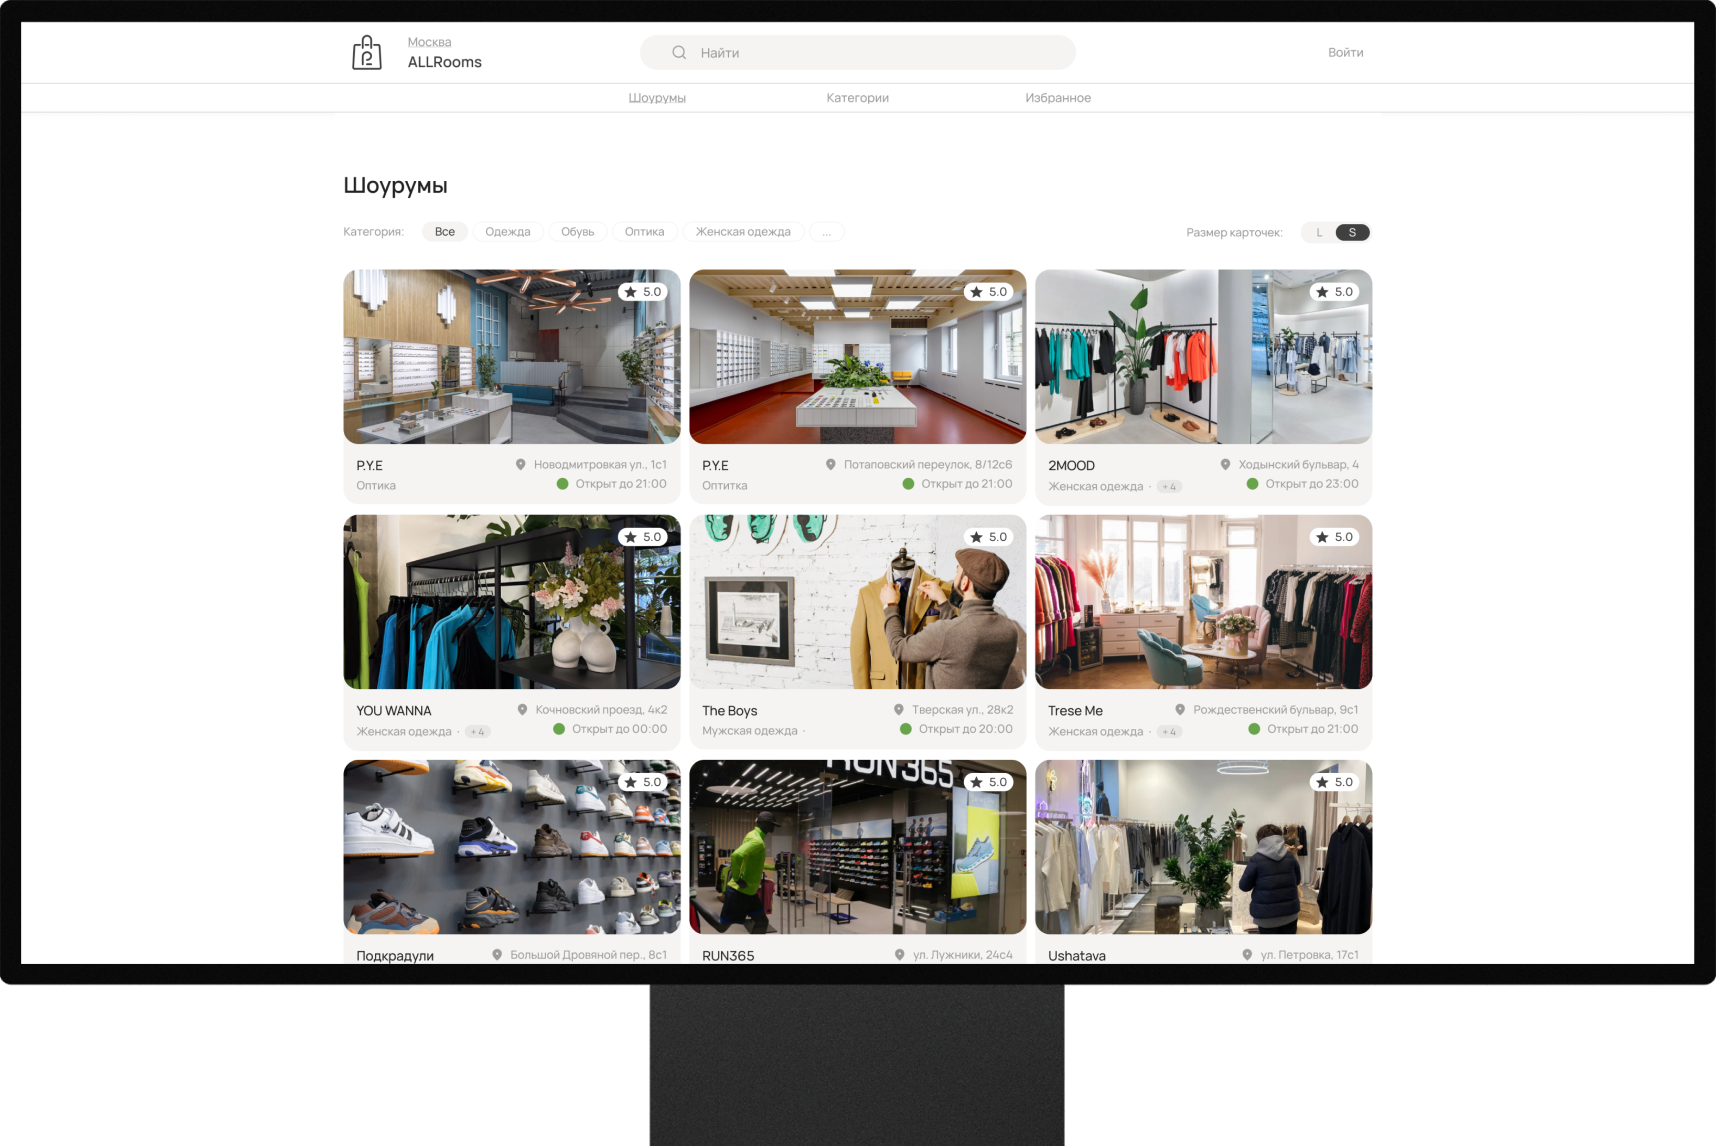 Москва
ALLRooms
Найти
Войти
Шоурумы
Категории
Избранное
Шоурумы
Категория:
Все
Одежда
Обувь
Оптика
Женская одежда
...
Размер карточек:
L
S
5.0
5.0
5.0
P.Y.E
Новодмитровкая ул., 1с1
Оптика
Открыт до 21:00
P.Y.E
Потаповский переулок, 8/12с6
Оптитка
Открыт до 21:00
2MOOD
Ходынский бульвар, 4
Женская одежда · +4
Открыт до 23:00
5.0
5.0
5.0
YOU WANNA
Кочновский проезд, 4к2
Женская одежда · +4
Открыт до 00:00
The Boys
Тверская ул., 28к2
Мужская одежда ·
Открыт до 20:00
Trese Me
Рождественский бульвар, 9с1
Женская одежда · +4
Открыт до 21:00
5.0
RUN365
5.0
5.0
Подкрадули
Большой Дровяной пер., 8с1
RUN365
ул. Лужники, 24с4
Ushatava
ул. Петровка, 17с1